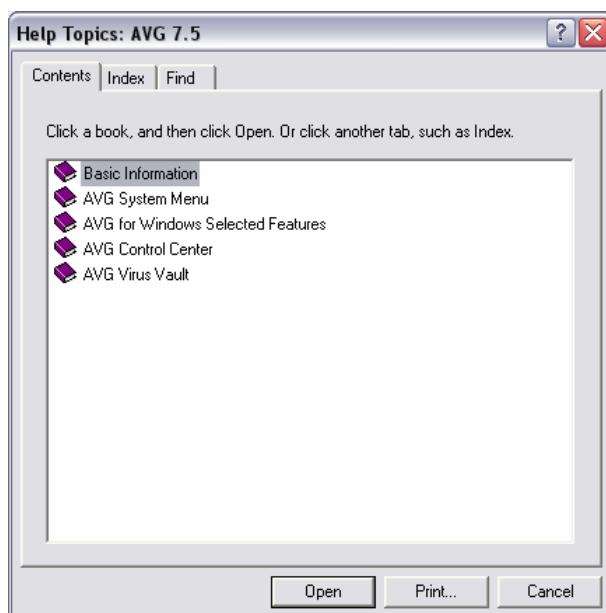 Help Topics: AVG 7.5
?
Contents Index Find
Click a book, and then click Open. Or click another tab, such as Index.
Basic Information
AVG System Menu
AVG for Windows Selected Features
AVG Control Center
AVG Virus Vault
Open Print... Cancel